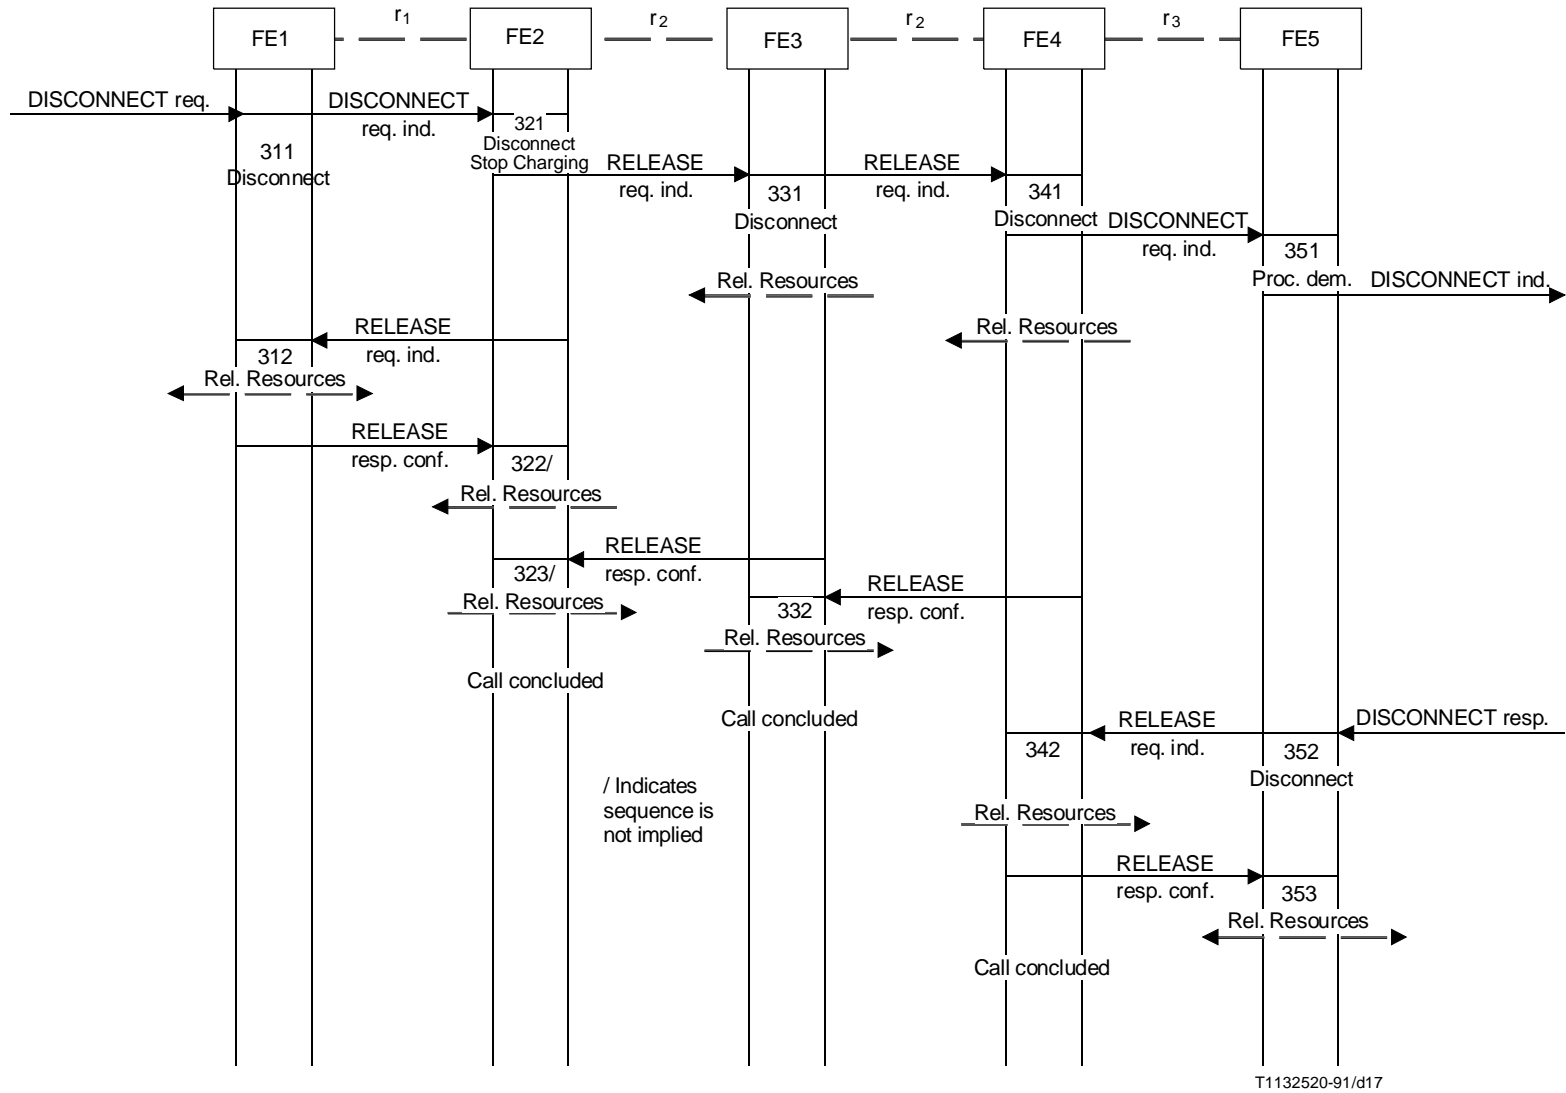 r1 r2 r2 r3
FE1 FE2 FE3 FE4 FE5
DISCONNECT req. DISCONNECT
req. ind.
321
Disconnect
Stop Charging
311
Disconnect
RELEASE
req. ind.
331
Disconnect
RELEASE
req. ind.
341
Disconnect
DISCONNECT
req. ind.
351
Proc. dem.
DISCONNECT ind.
Rel. Resources
Rel. Resources
RELEASE
req. ind.
312
Rel. Resources
RELEASE
resp. conf.
322/
Rel. Resources
RELEASE
resp. conf.
323/
Rel. Resources
RELEASE
resp. conf.
332
Rel. Resources
Call concluded
Call concluded
DISCONNECT resp.
RELEASE
req. ind.
342
352
Disconnect
/ Indicates
sequence is
not implied
Rel. Resources
RELEASE
resp. conf.
353
Rel. Resources
Call concluded
T1132520-91/d17